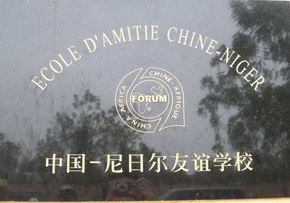 ECOLE D'AMITIE CHINE-NIGER
CHINE-AFRIQUE
FORUM
CHINA-AFRICA
中国-尼日尔友谊学校